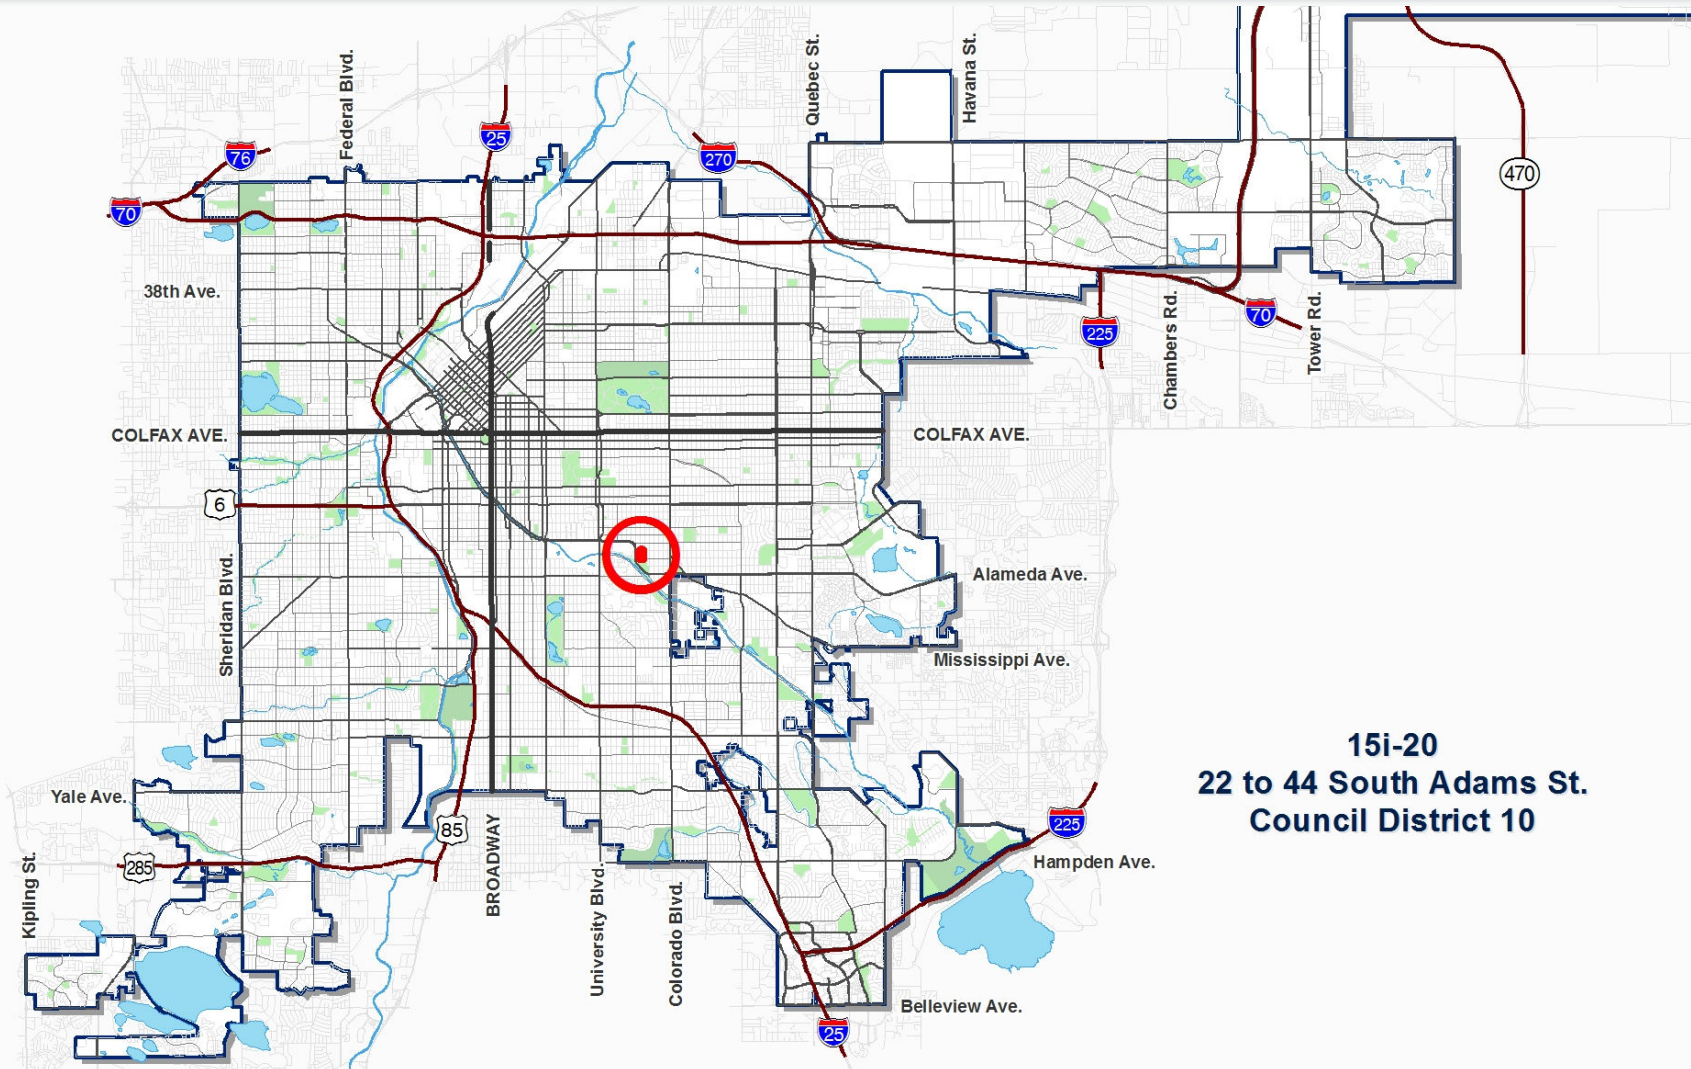 Federal Blvd.
Quebec St.
Havana St.
76
25
270
470
70
38th Ave.
225
70
Chambers Rd.
Tower Rd.
COLFAX AVE.
COLFAX AVE.
6
Sheridan Blvd.
Alameda Ave.
Mississippi Ave.
15i-20
22 to 44 South Adams St.
Council District 10
Yale Ave.
85
225
285
Kipling St.
BROADWAY
University Blvd.
Colorado Blvd.
Hampden Ave.
Belleview Ave.
25